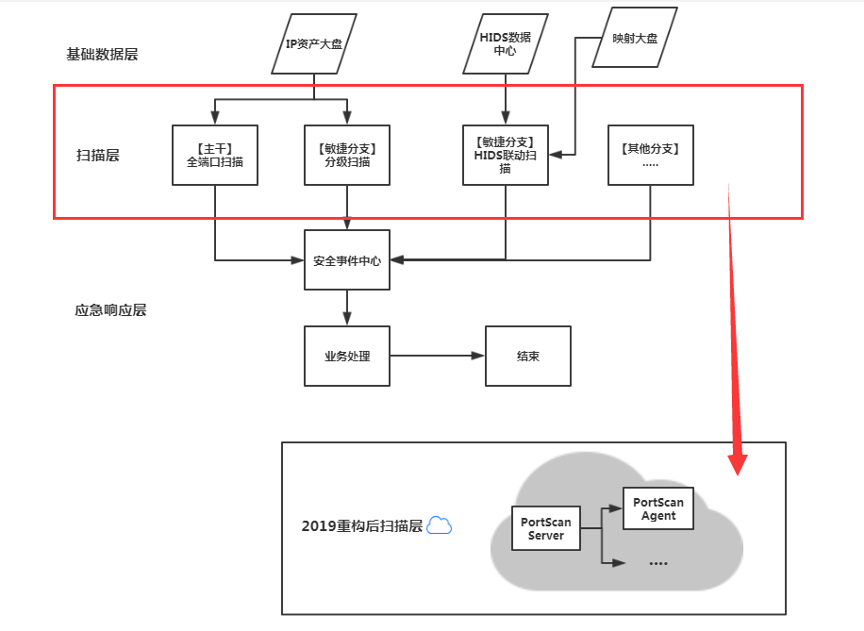 基础数据层
IP资产大盘
HIDS数据
中心
映射大盘
扫描层
【主干】
全端口扫描
【敏捷分支】
分级扫描
【敏捷分支】
HIDS联动扫
描
【其他分支】
.....
安全事件中心
应急响应层
业务处理
结束
2019重构后扫描层
PortScan
Server
PortScan
Agent
....